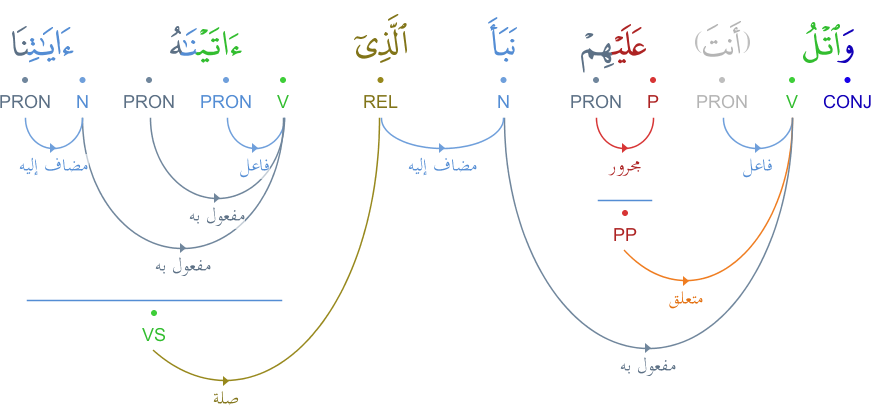 وَٱتْلُ (أَنتَ) عَلَيْهِمْ نَبَأَ ٱلَّذِىٓ ءَاتَيْنَـٰهُ ءَايَـٰتِنَا
CONJ V PRON P PRON N REL V PRON PRON N PRON
فاعل مجرور مضاف إليه فاعل مضاف إليه
مفعول به
PP
مفعول به
متعلق
VS
مفعول به
صلة